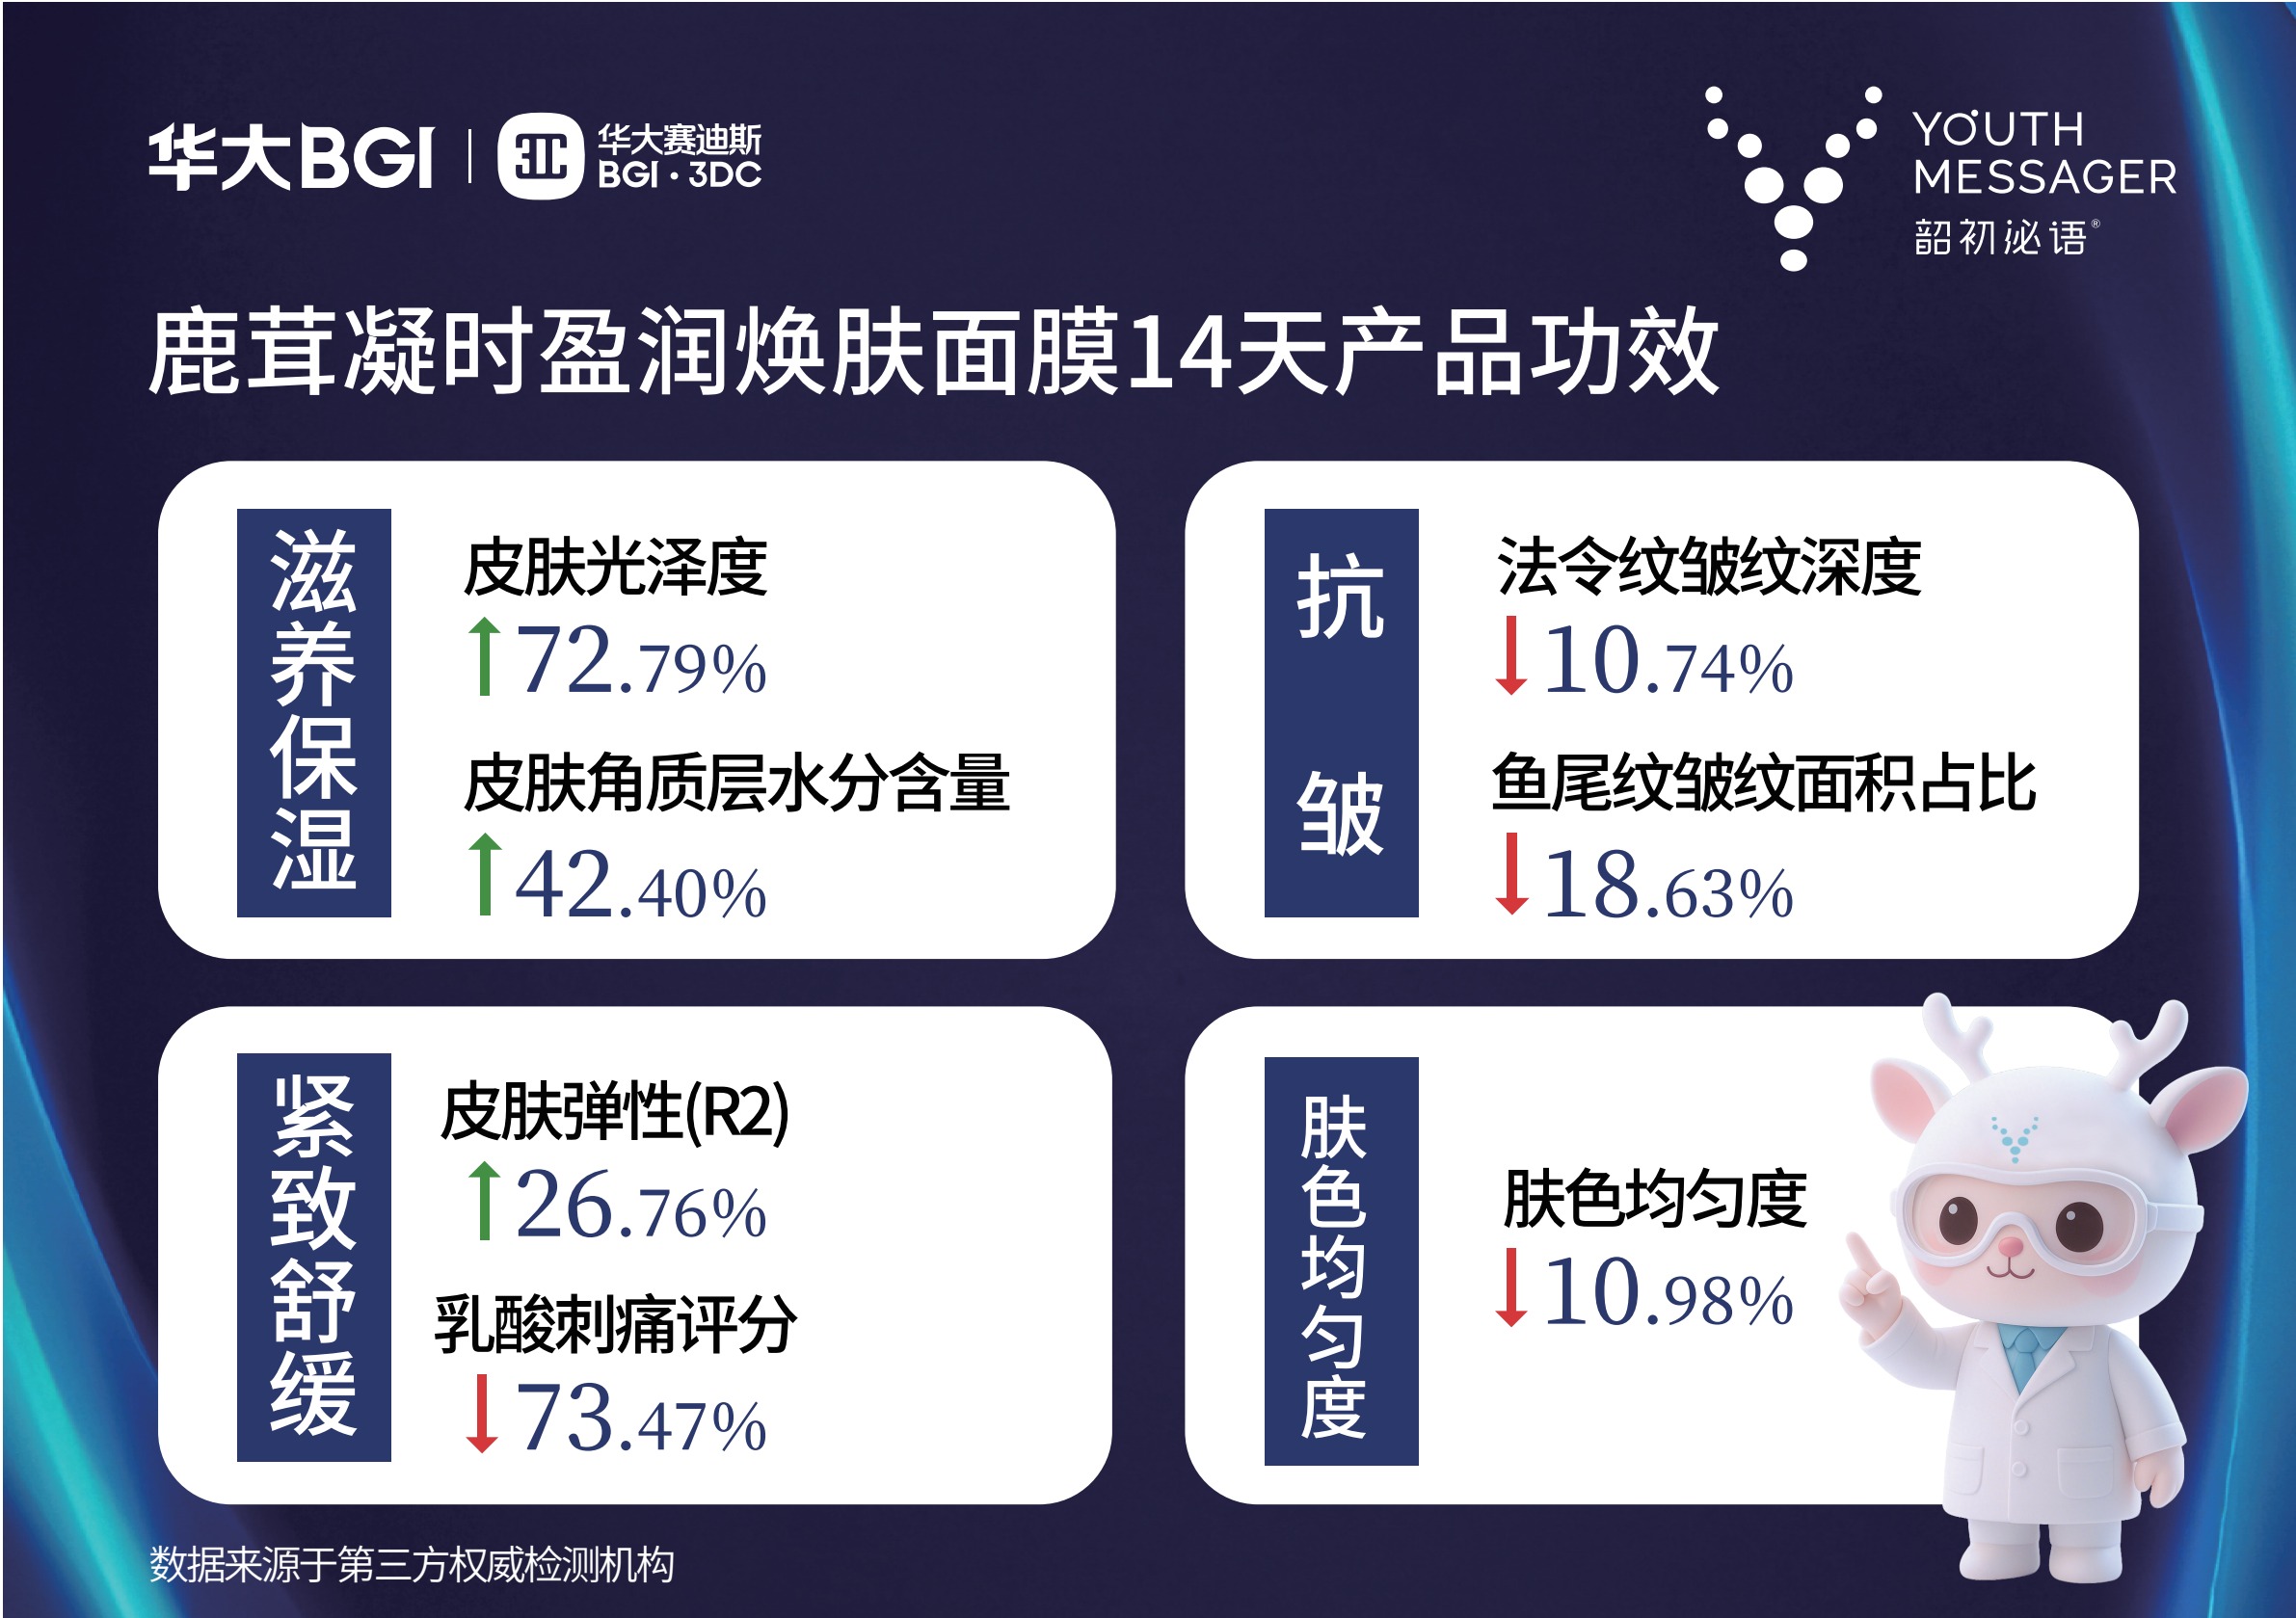 华大BGI
华大赛迪斯
BGI·3DC
YOUTH
MESSAGER
韶初泌语®
鹿茸凝时盈润焕肤面膜14天产品功效
滋养保湿
皮肤光泽度
↑72.79%
皮肤角质层水分含量
↑42.40%
抗皱
法令纹皱纹深度
↓10.74%
鱼尾纹皱纹面积占比
↓18.63%
紧致舒缓
皮肤弹性(R2)
↑26.76%
乳酸刺痛评分
↓73.47%
肤色均匀度
肤色均匀度
↓10.98%
数据来源于第三方权威检测机构